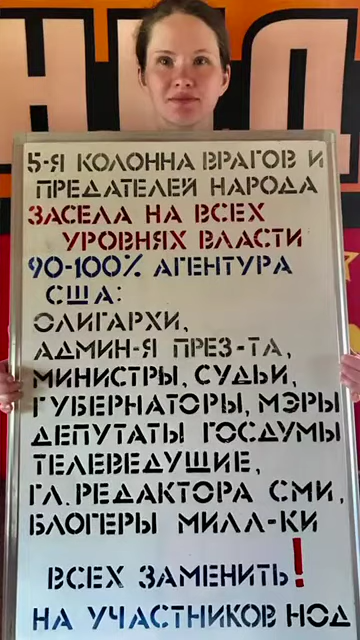 НОД
5-Я КОЛОННА ВРАГОВ И
ПРЕДАТЕЛЕЙ НАРОДА
ЗАСЕЛА НА ВСЕХ
УРОВНЯХ ВЛАСТИ
90-100% АГЕНТУРА
США:
ОЛИГАРХИ,
АДМИН-Я ПРЕЗ-ТА,
МИНИСТРЫ, СУДЬИ,
ГУБЕРНАТОРЫ, МЭРЫ
ДЕПУТАТЫ ГОСДУМЫ
ТЕЛЕВЕДУЩИЕ,
ГЛ. РЕДАКТОРА СМИ,
БЛОГЕРЫ МИЛЛ-КИ
ВСЕХ ЗАМЕНИТЬ!
НА УЧАСТНИКОВ НОД